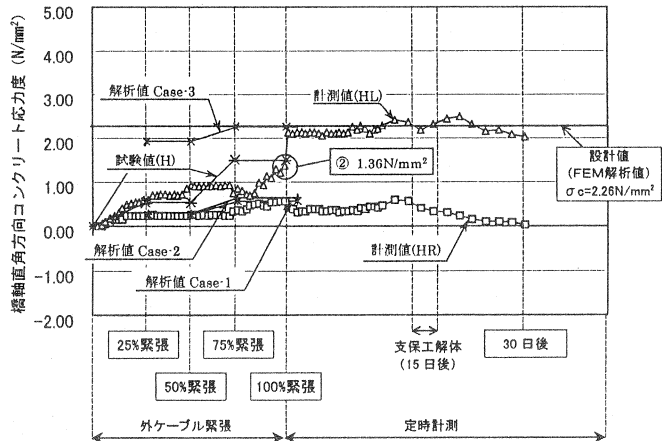 橋軸直角方向コンクリート応力度 (N/mm²)
5.00
4.00
3.00
2.00
1.00
0.00
-1.00
-2.00
解析値 Case-3
計測値(HL)
試験値(H)
② 1.36N/mm²
設計値
(FEM解析値)
σc=2.26N/mm²
解析値 Case-2
解析値 Case-1
計測値(HR)
25%緊張
75%緊張
支保工解体
(15日後)
30日後
50%緊張
100%緊張
外ケーブル緊張
定時計測